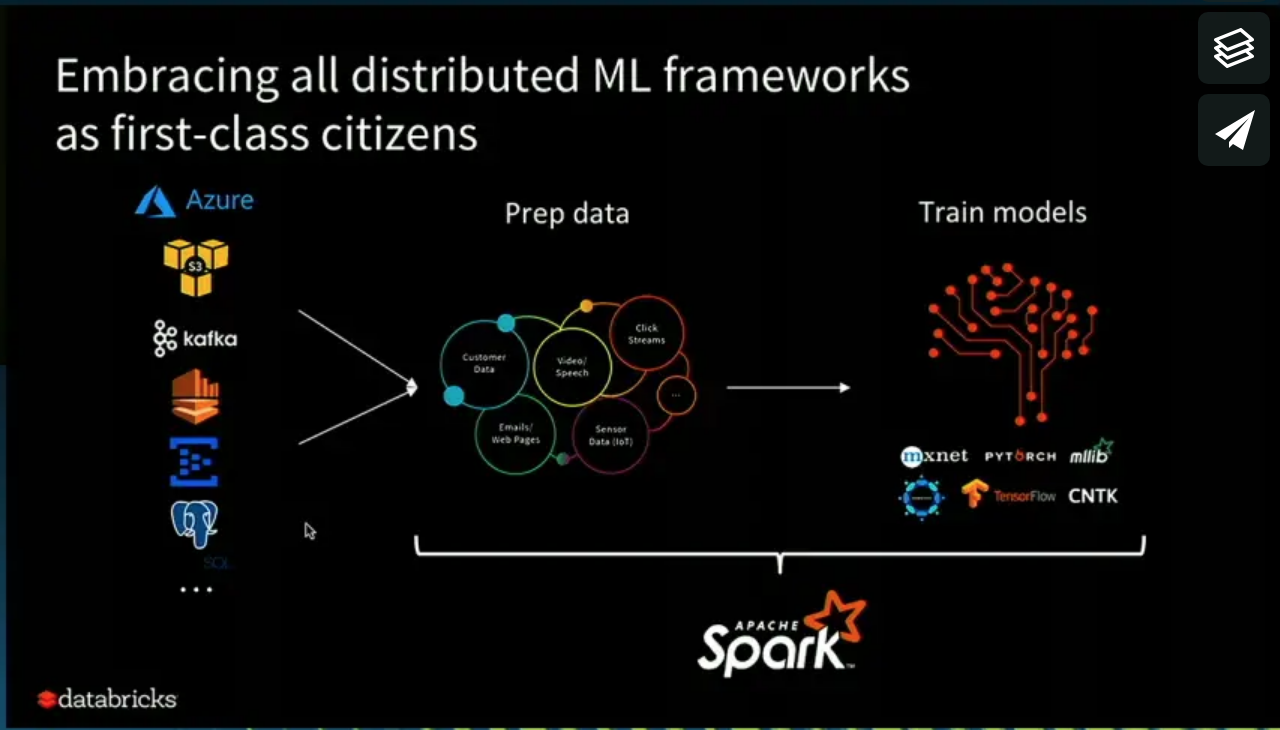 Embracing all distributed ML frameworks
as first-class citizens
Azure
S3
kafka
SQL
...
Prep data
Customer
Data
Video/
Speech
Click
Streams
...
Emails/
Web Pages
Sensor
Data (IoT)
Train models
mxnet PYTORCH mllib
TensorFlow CNTK
APACHE
Spark™
databricks